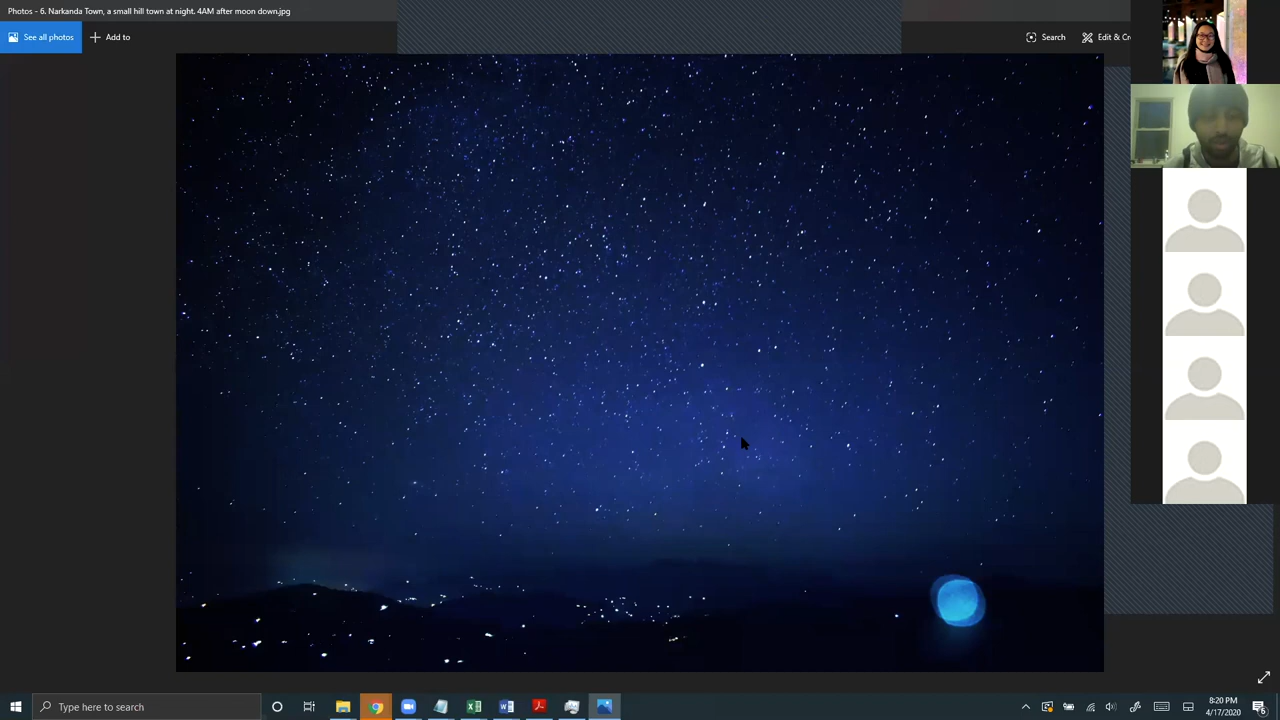 Photos - 6. Narkanda Town, a small hill town at night. 4AM after moon down.jpg
See all photos
Add to
Search
Edit & Cr
Type here to search
8:20 PM
4/17/2020